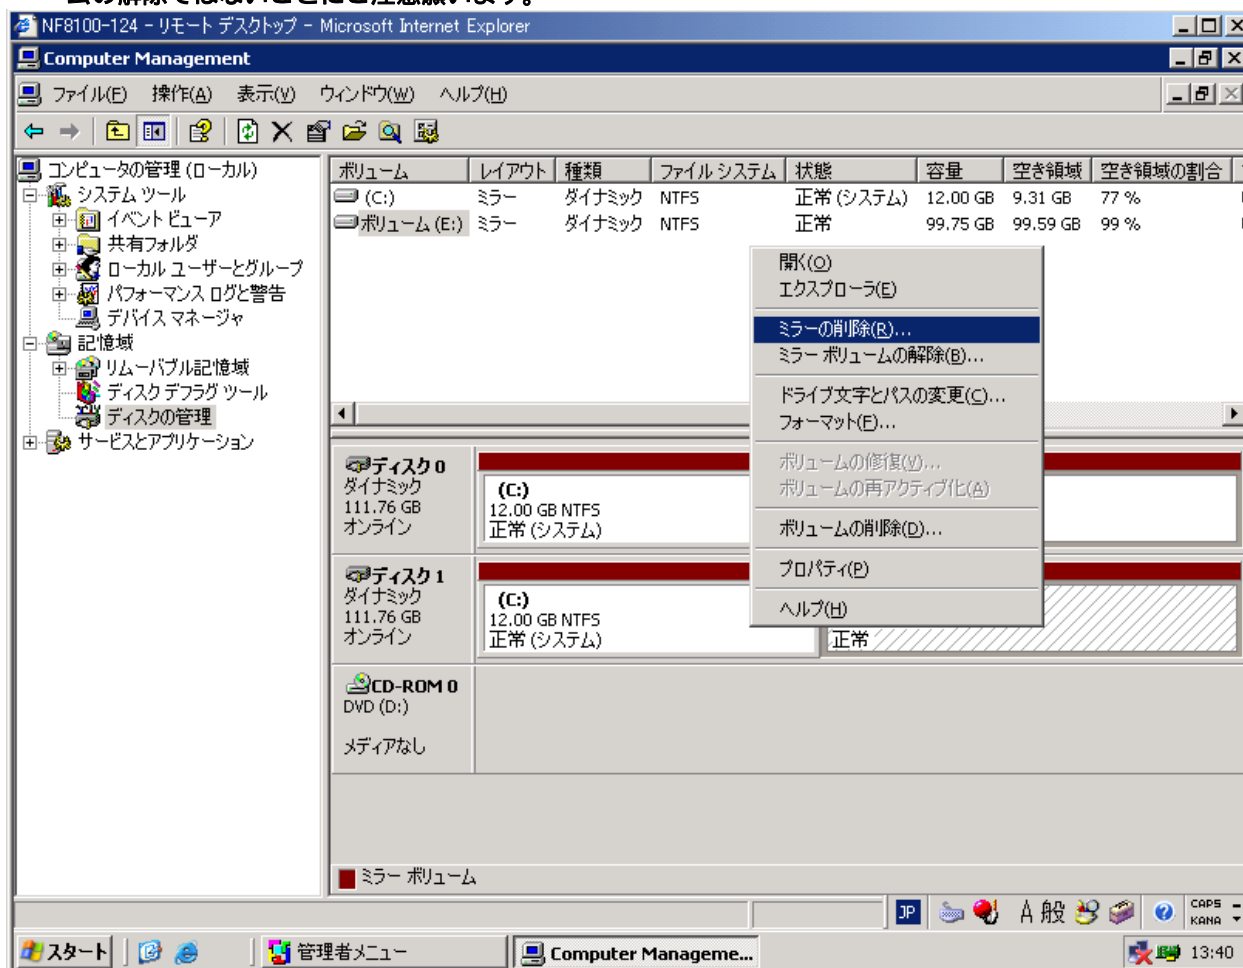 ムの解除ではないことにご注意願います。
NF8100-124 - リモート デスクトップ - Microsoft Internet Explorer
Computer Management
ファイル(F) 操作(A) 表示(V) ウィンドウ(W) ヘルプ(H)
コンピュータの管理 (ローカル)
システム ツール
イベント ビューア
共有フォルダ
ローカル ユーザーとグループ
パフォーマンス ログと警告
デバイス マネージャ
記憶域
リムーバブル記憶域
ディスク デフラグ ツール
ディスクの管理
サービスとアプリケーション
ボリューム レイアウト 種類 ファイル システム 状態 容量 空き領域 空き領域の割合
(C:) ミラー ダイナミック NTFS 正常 (システム) 12.00 GB 9.31 GB 77 %
ボリューム (E:) ミラー ダイナミック NTFS 正常 99.75 GB 99.59 GB 99 %
開く(O)
エクスプローラ(E)
ミラーの削除(R)...
ミラー ボリュームの解除(B)...
ドライブ文字とパスの変更(C)...
フォーマット(F)...
ボリュームの修復(V)...
ボリュームの再アクティブ化(A)
ボリュームの削除(D)...
プロパティ(P)
ヘルプ(H)
ディスク 0
ダイナミック
111.76 GB
オンライン
(C:)
12.00 GB NTFS
正常 (システム)
ディスク 1
ダイナミック
111.76 GB
オンライン
(C:)
12.00 GB NTFS
正常 (システム)
正常
CD-ROM 0
DVD (D:)
メディアなし
ミラー ボリューム
JP A 般 CAPS
KANA
スタート 管理者メニュー Computer Manageme... 13:40